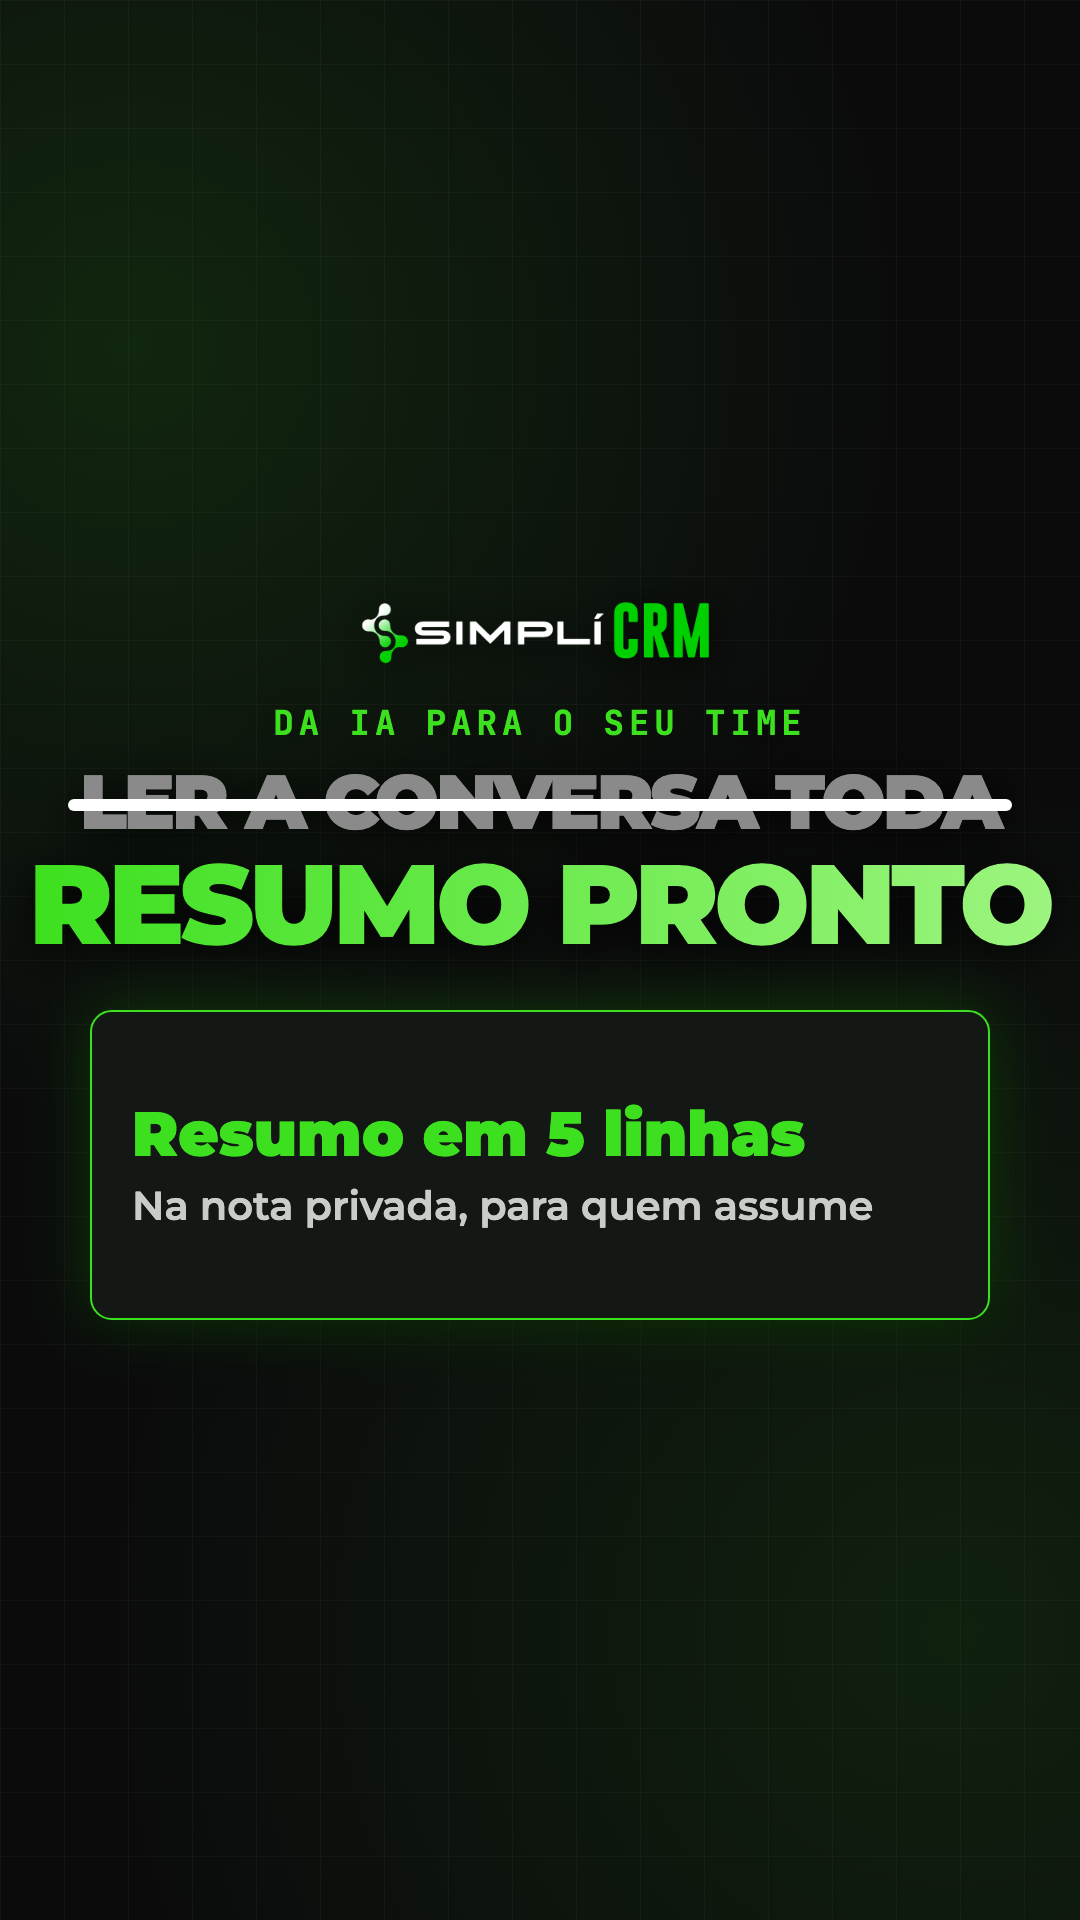 SIMPLÍ CRM
DA IA PARA O SEU TIME
LER A CONVERSA TODA
RESUMO PRONTO
Resumo em 5 linhas
Na nota privada, para quem assume